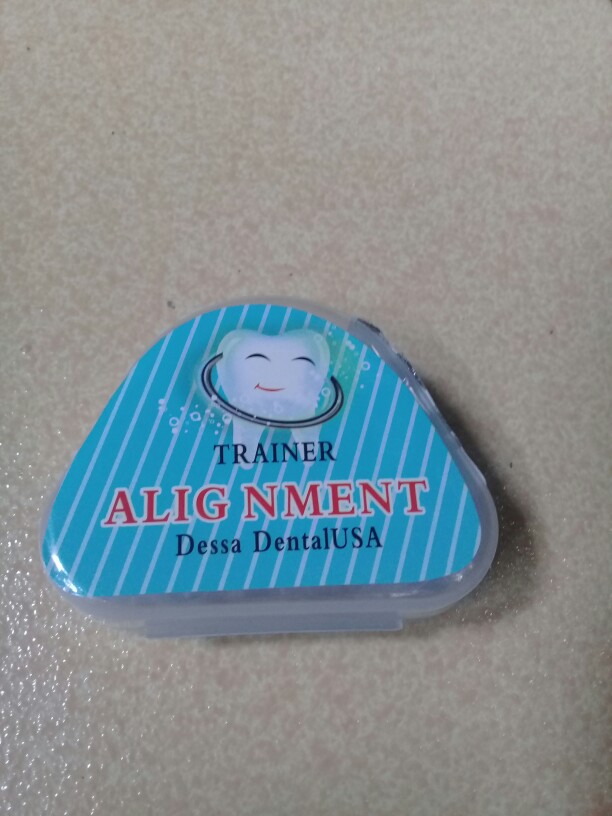 TRAINER
ALIG NMENT
Dessa DentalUSA